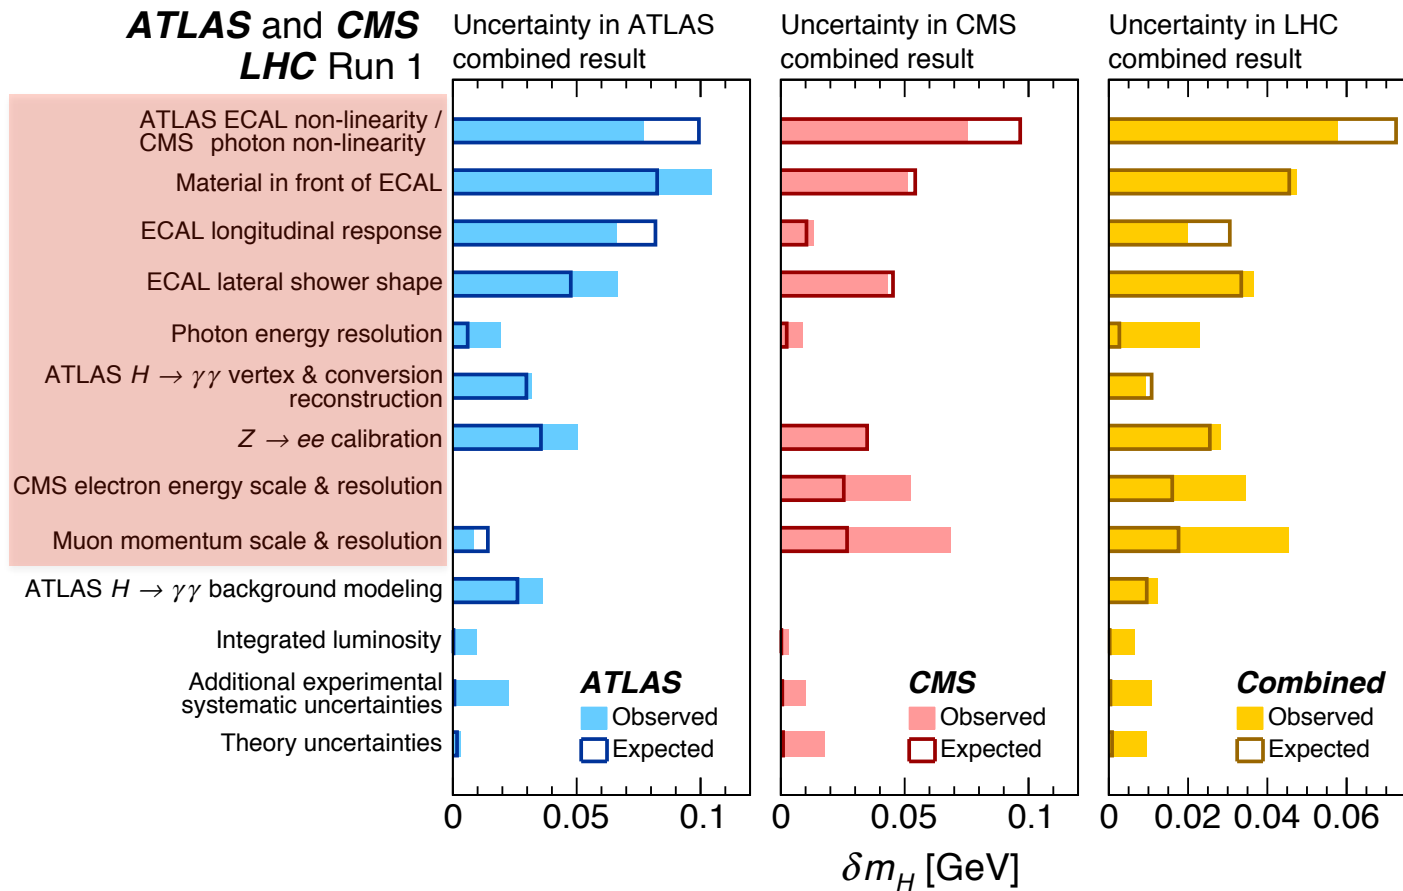 ATLAS and CMS
LHC Run 1
Uncertainty in ATLAS
combined result
Uncertainty in CMS
combined result
Uncertainty in LHC
combined result
ATLAS ECAL non-linearity /
CMS photon non-linearity
Material in front of ECAL
ECAL longitudinal response
ECAL lateral shower shape
Photon energy resolution
ATLAS H → γγ vertex & conversion
reconstruction
Z → ee calibration
CMS electron energy scale & resolution
Muon momentum scale & resolution
ATLAS H → γγ background modeling
Integrated luminosity
Additional experimental
systematic uncertainties
Theory uncertainties
ATLAS
Observed
Expected
CMS
Observed
Expected
Combined
Observed
Expected
0 0.05 0.1
0 0.05 0.1
0 0.02 0.04 0.06
δm_H [GeV]